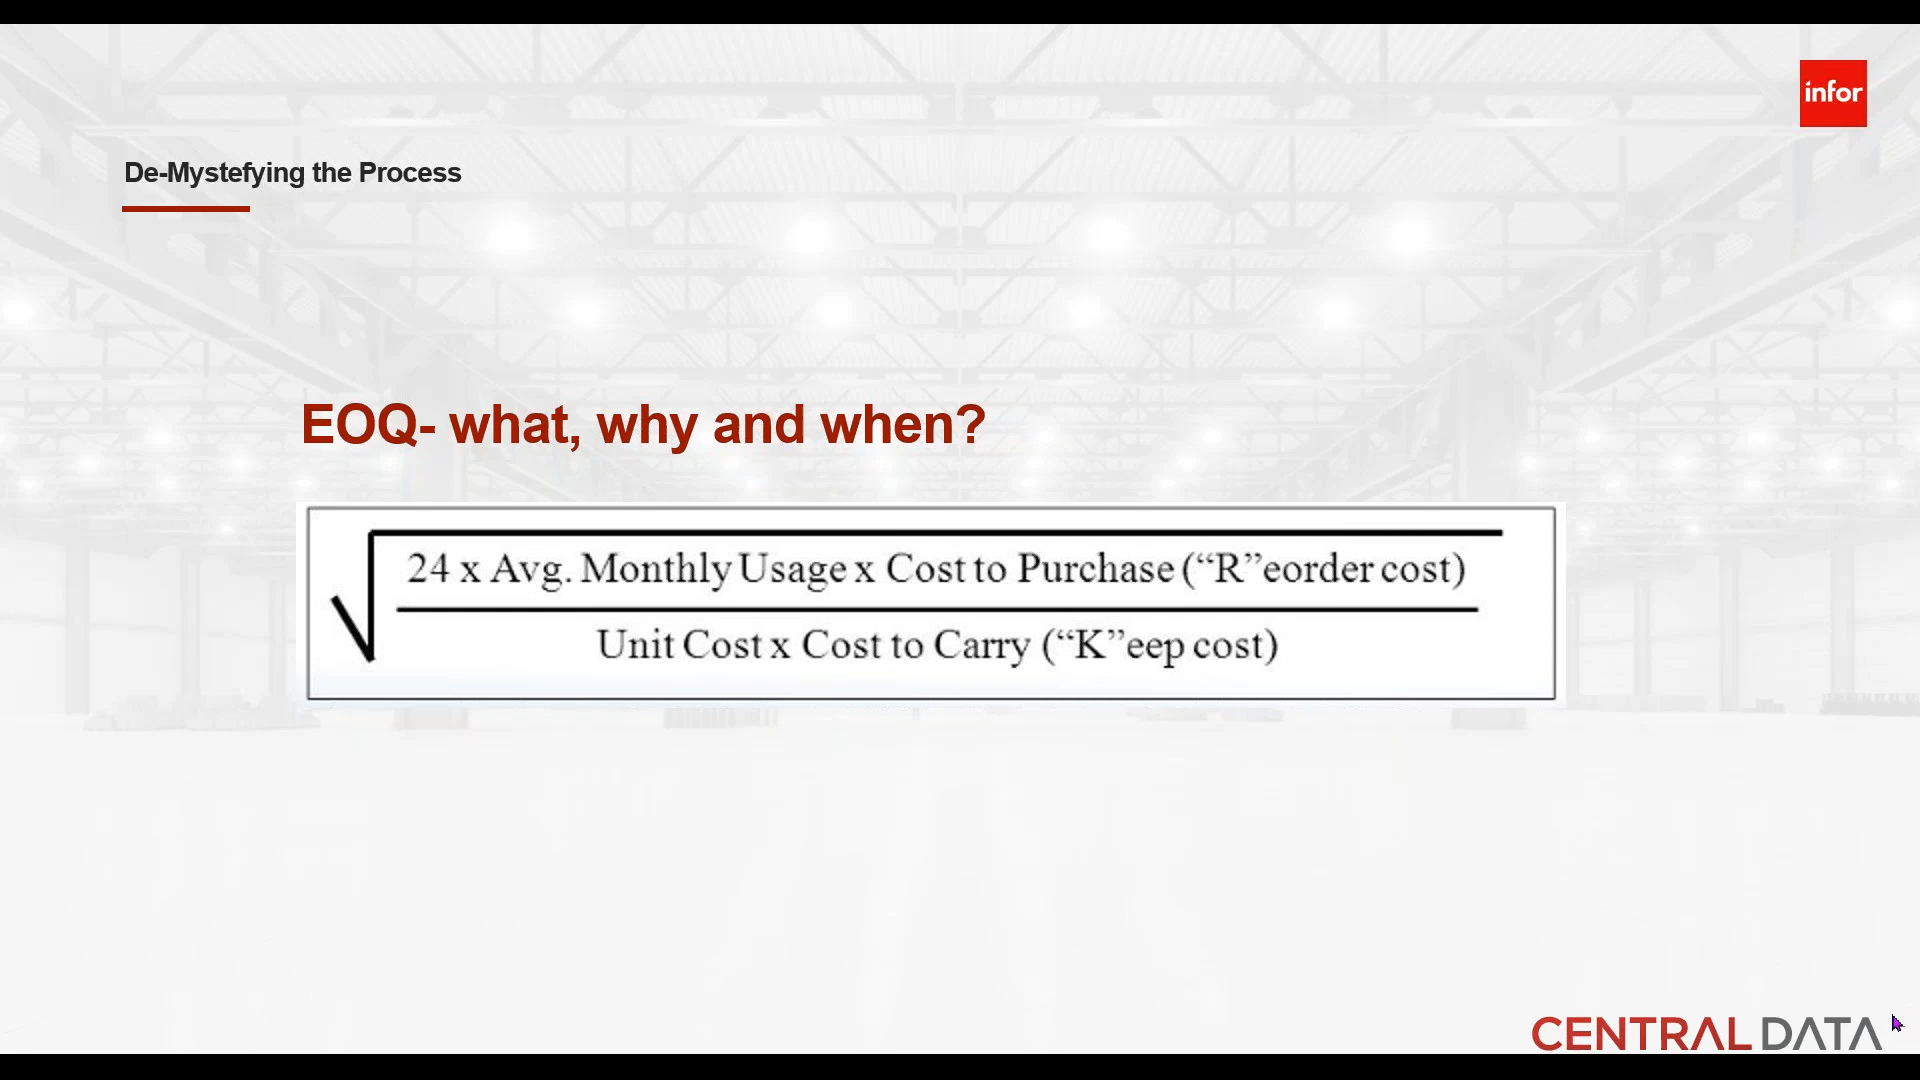 infor
De-Mystefying the Process
EOQ- what, why and when?
24 x Avg. Monthly Usage x Cost to Purchase (“R”eorder cost)
Unit Cost x Cost to Carry (“K”eep cost)
CENTRAL DATA